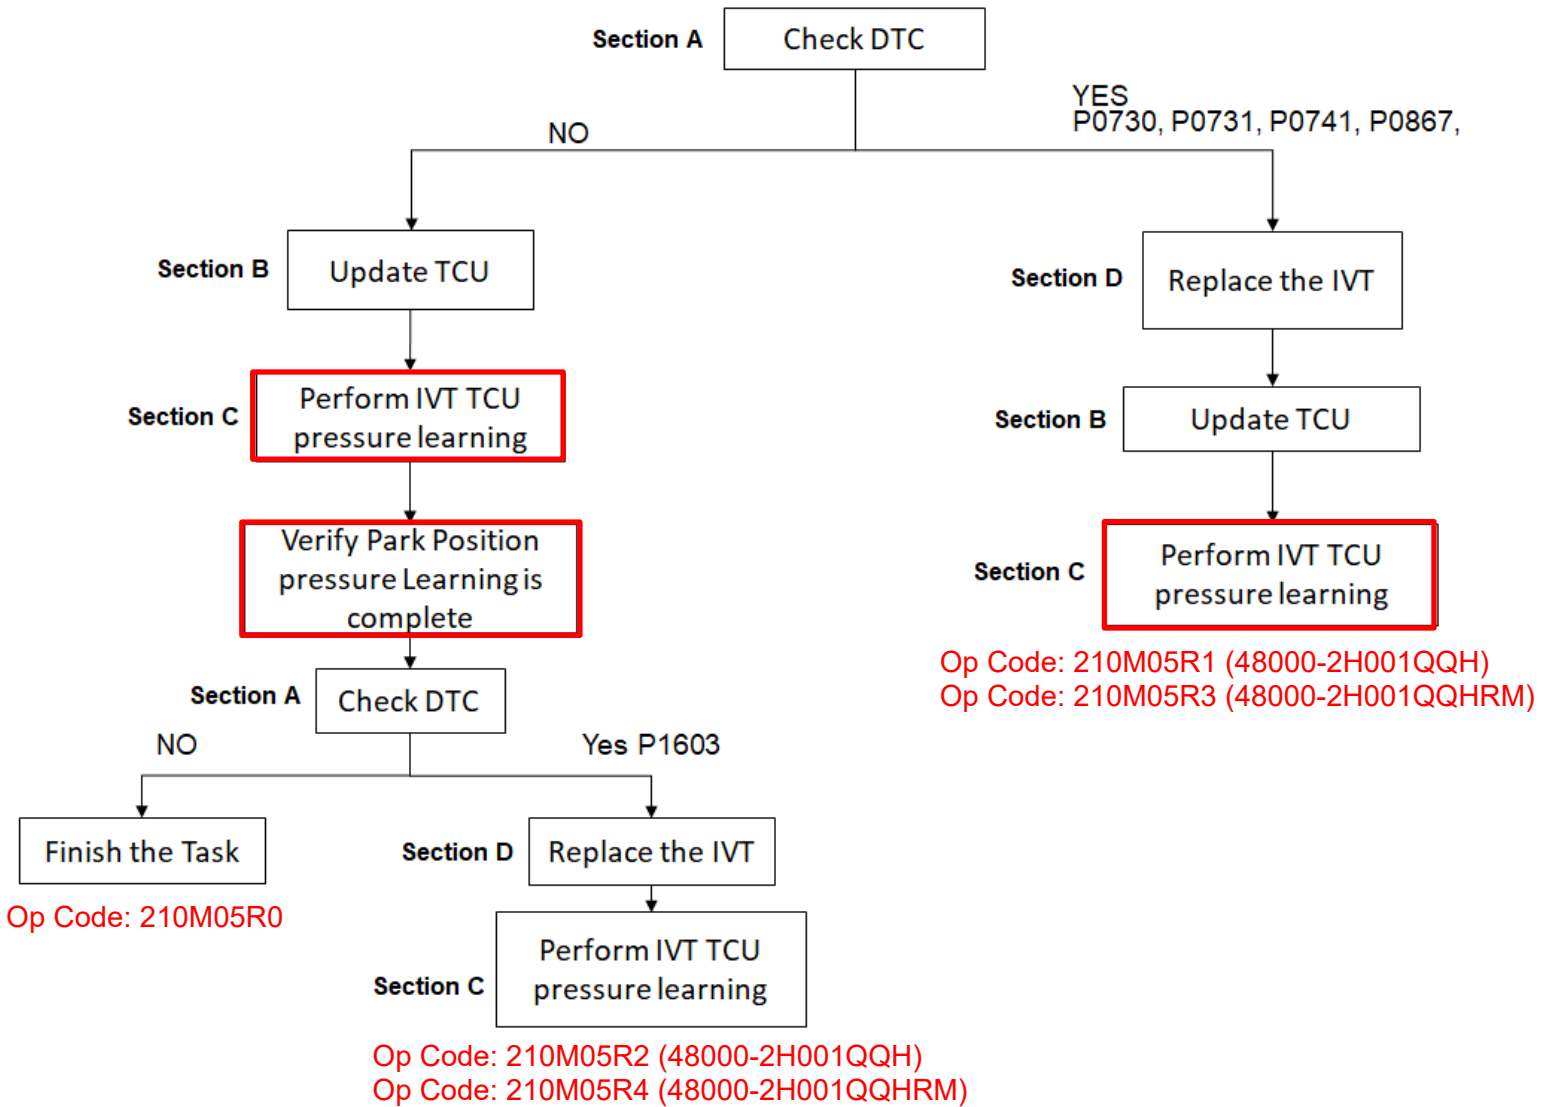 Section A
Check DTC
YES
P0730, P0731, P0741, P0867,
NO
Section B
Update TCU
Section D
Replace the IVT
Section C
Perform IVT TCU
pressure learning
Section B
Update TCU
Verify Park Position
pressure Learning is
complete
Section C
Perform IVT TCU
pressure learning
Op Code: 210M05R1 (48000-2H001QQH)
Op Code: 210M05R3 (48000-2H001QQHRM)
Section A
Check DTC
NO
Yes P1603
Finish the Task
Op Code: 210M05R0
Section D
Replace the IVT
Section C
Perform IVT TCU
pressure learning
Op Code: 210M05R2 (48000-2H001QQH)
Op Code: 210M05R4 (48000-2H001QQHRM)